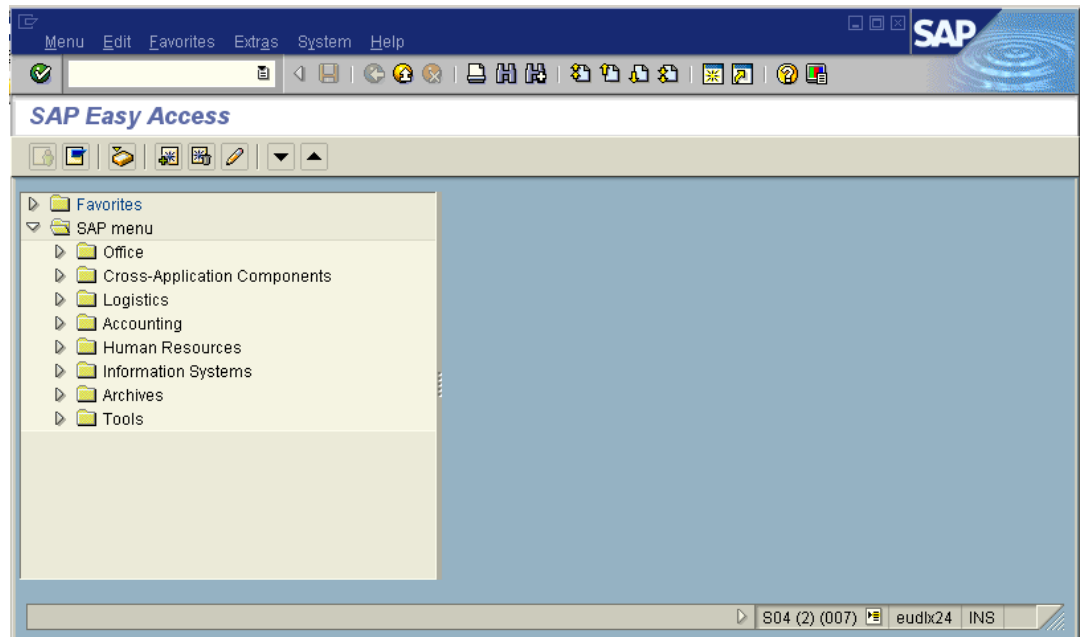 Menu Edit Favorites Extras System Help
SAP
SAP Easy Access
Favorites
SAP menu
Office
Cross-Application Components
Logistics
Accounting
Human Resources
Information Systems
Archives
Tools
S04 (2) (007) eudlx24 INS